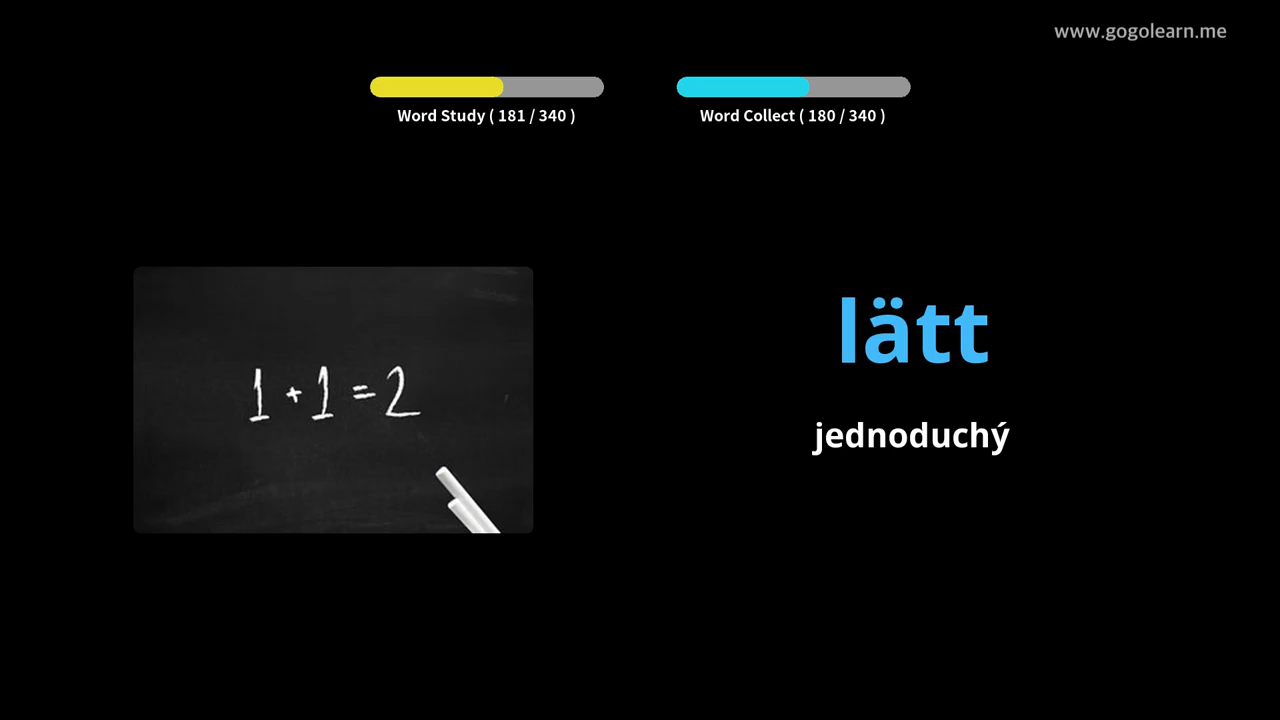 www.gogolearn.me
Word Study ( 181 / 340 )
Word Collect ( 180 / 340 )
1 + 1 = 2
lätt
jednoduchý